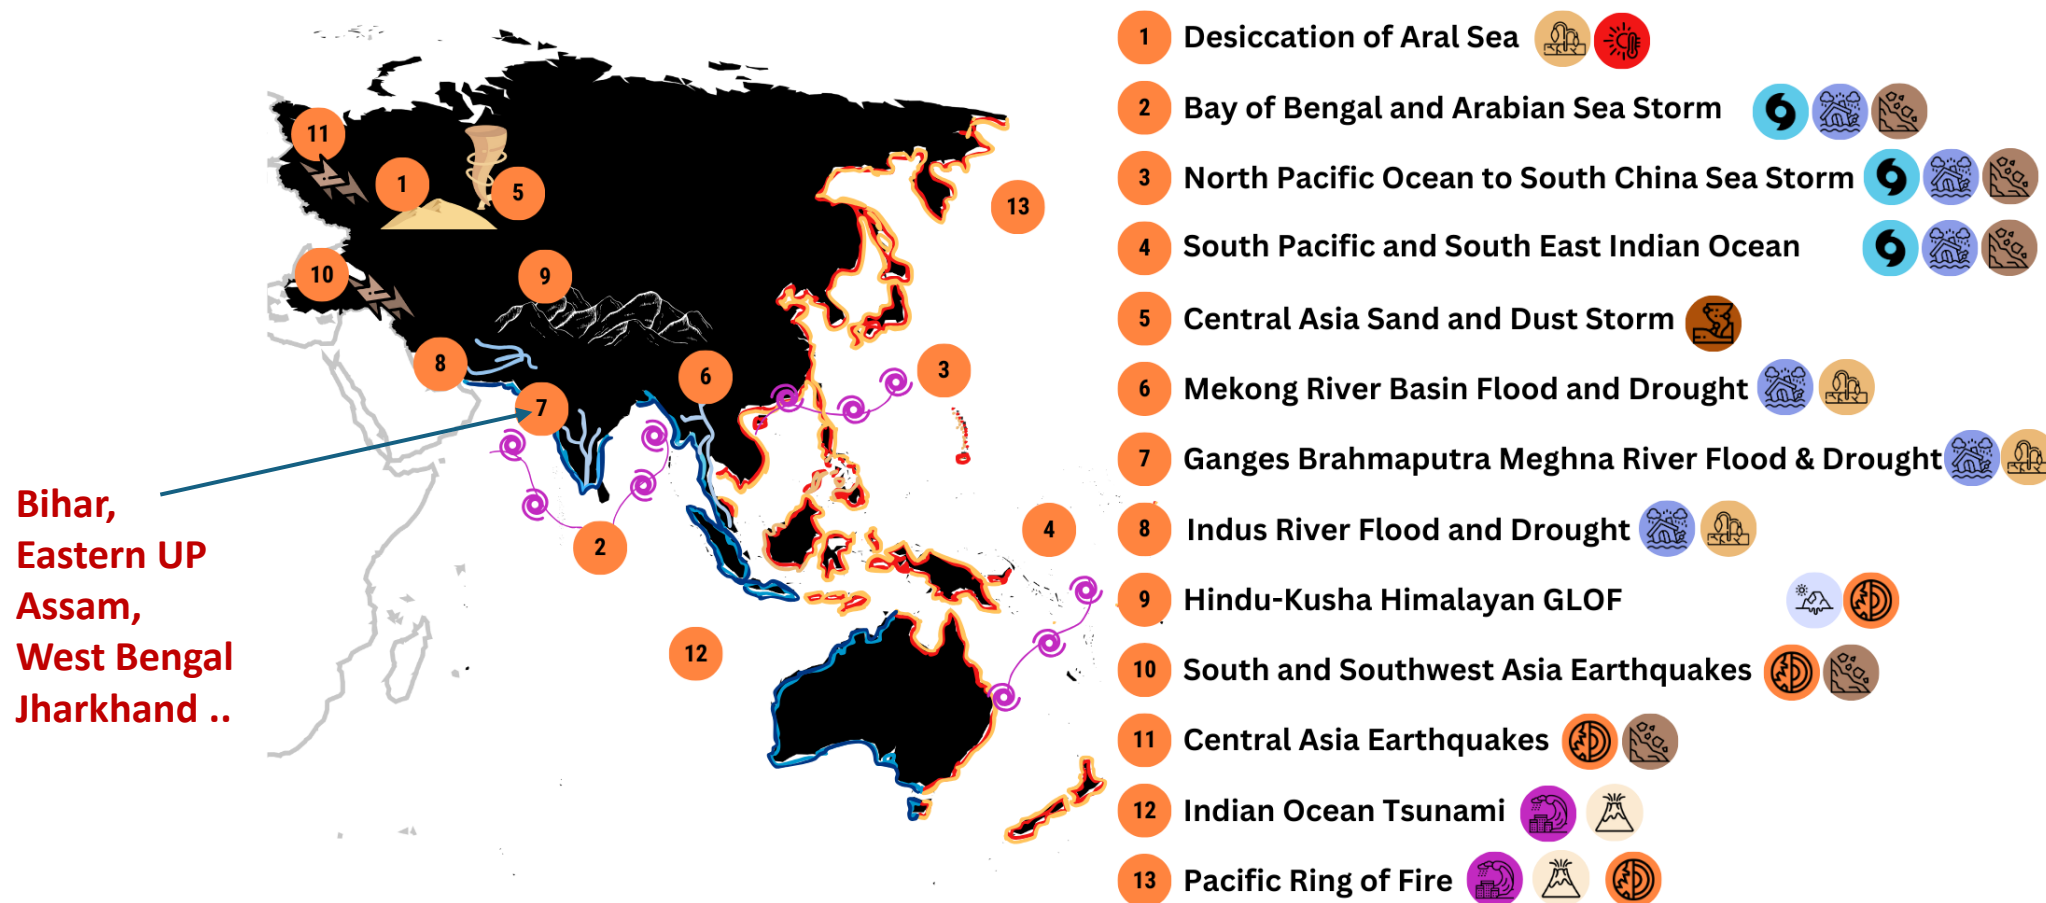 1 Desiccation of Aral Sea
2 Bay of Bengal and Arabian Sea Storm
3 North Pacific Ocean to South China Sea Storm
4 South Pacific and South East Indian Ocean
5 Central Asia Sand and Dust Storm
6 Mekong River Basin Flood and Drought
7 Ganges Brahmaputra Meghna River Flood & Drought
8 Indus River Flood and Drought
9 Hindu-Kusha Himalayan GLOF
10 South and Southwest Asia Earthquakes
11 Central Asia Earthquakes
12 Indian Ocean Tsunami
13 Pacific Ring of Fire
11
1
5
13
10
9
8
6
3
7
4
2
12
Bihar,
Eastern UP
Assam,
West Bengal
Jharkhand ..